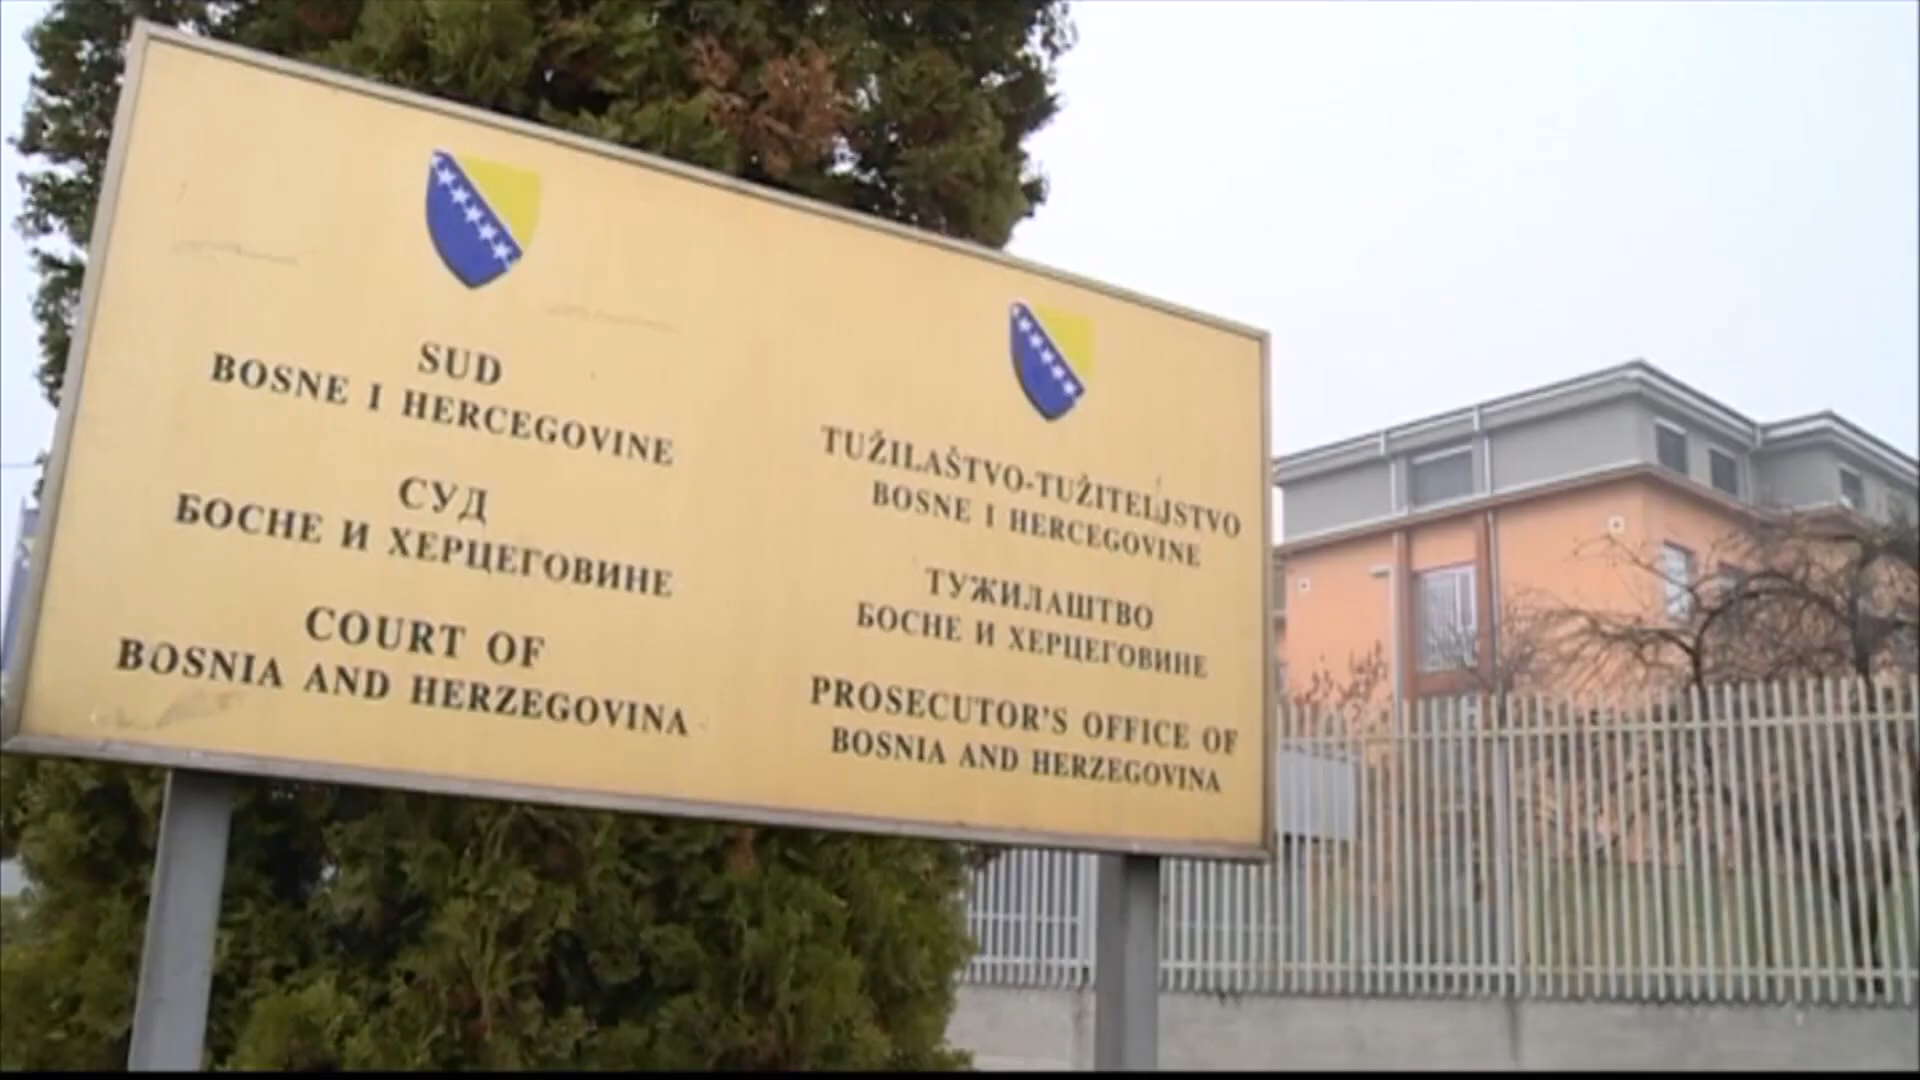 SUD
BOSNE I HERCEGOVINE
СУД
БОСНЕ И ХЕРЦЕГОВИНЕ
COURT OF
BOSNIA AND HERZEGOVINA
TUŽILAŠTVO-TUŽITELJSTVO
BOSNE I HERCEGOVINE
ТУЖИЛАШТВО
БОСНЕ И ХЕРЦЕГОВИНЕ
PROSECUTOR'S OFFICE OF
BOSNIA AND HERZEGOVINA